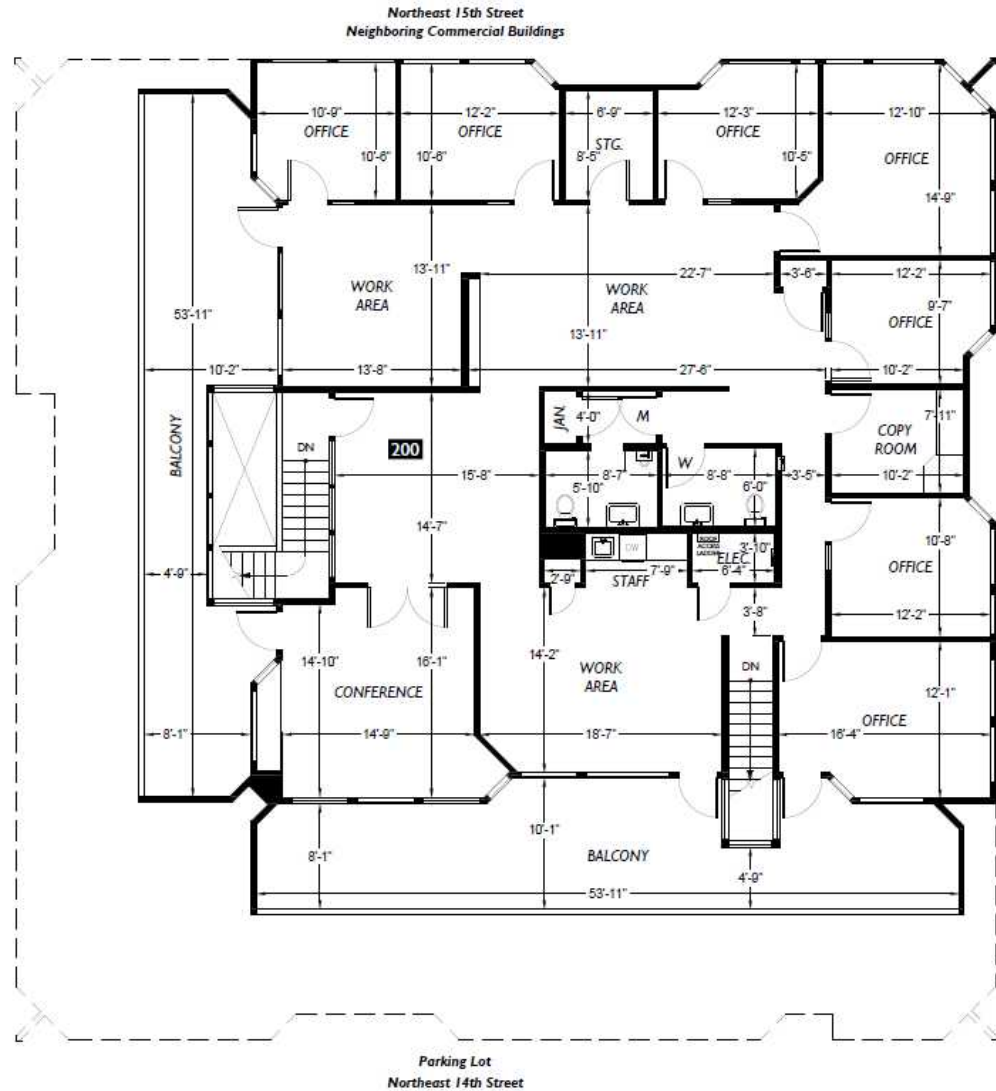 Northeast 15th Street
Neighboring Commercial Buildings
10'-9"
OFFICE
10'-6"
12'-2"
OFFICE
10'-6"
6'-9"
STG.
8'-5"
12'-3"
OFFICE
10'-5"
12'-10"
OFFICE
14'-9"
13'-11"
WORK
AREA
13'-8"
22'-7"
WORK
AREA
13'-11"
27'-6"
3'-6"
12'-2"
9'-7"
OFFICE
10'-2"
53'-11"
10'-2"
BALCONY
DN
200
15'-8"
14'-7"
JAN.
4'-0"
M
W
8'-7"
5'-10"
8'-8"
6'-0"
3'-5"
7'-11"
COPY
ROOM
10'-2"
4'-9"
2'-9"
DW
STAFF
7'-9"
ROOF
ACCESS
LADDER
3'-10"
ELEC.
6'-4"
10'-8"
OFFICE
12'-2"
3'-8"
14'-10"
16'-1"
CONFERENCE
14'-9"
14'-2"
WORK
AREA
18'-7"
DN
12'-1"
OFFICE
16'-4"
8'-1"
8'-1"
10'-1"
BALCONY
4'-9"
53'-11"
Parking Lot
Northeast 14th Street